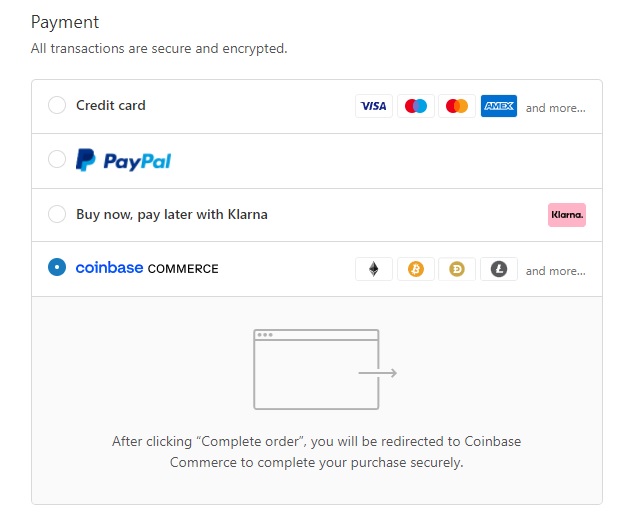 Payment
All transactions are secure and encrypted.
Credit card VISA AMEX and more...
PayPal
Buy now, pay later with Klarna Klarna.
coinbase COMMERCE and more...
After clicking “Complete order”, you will be redirected to Coinbase
Commerce to complete your purchase securely.